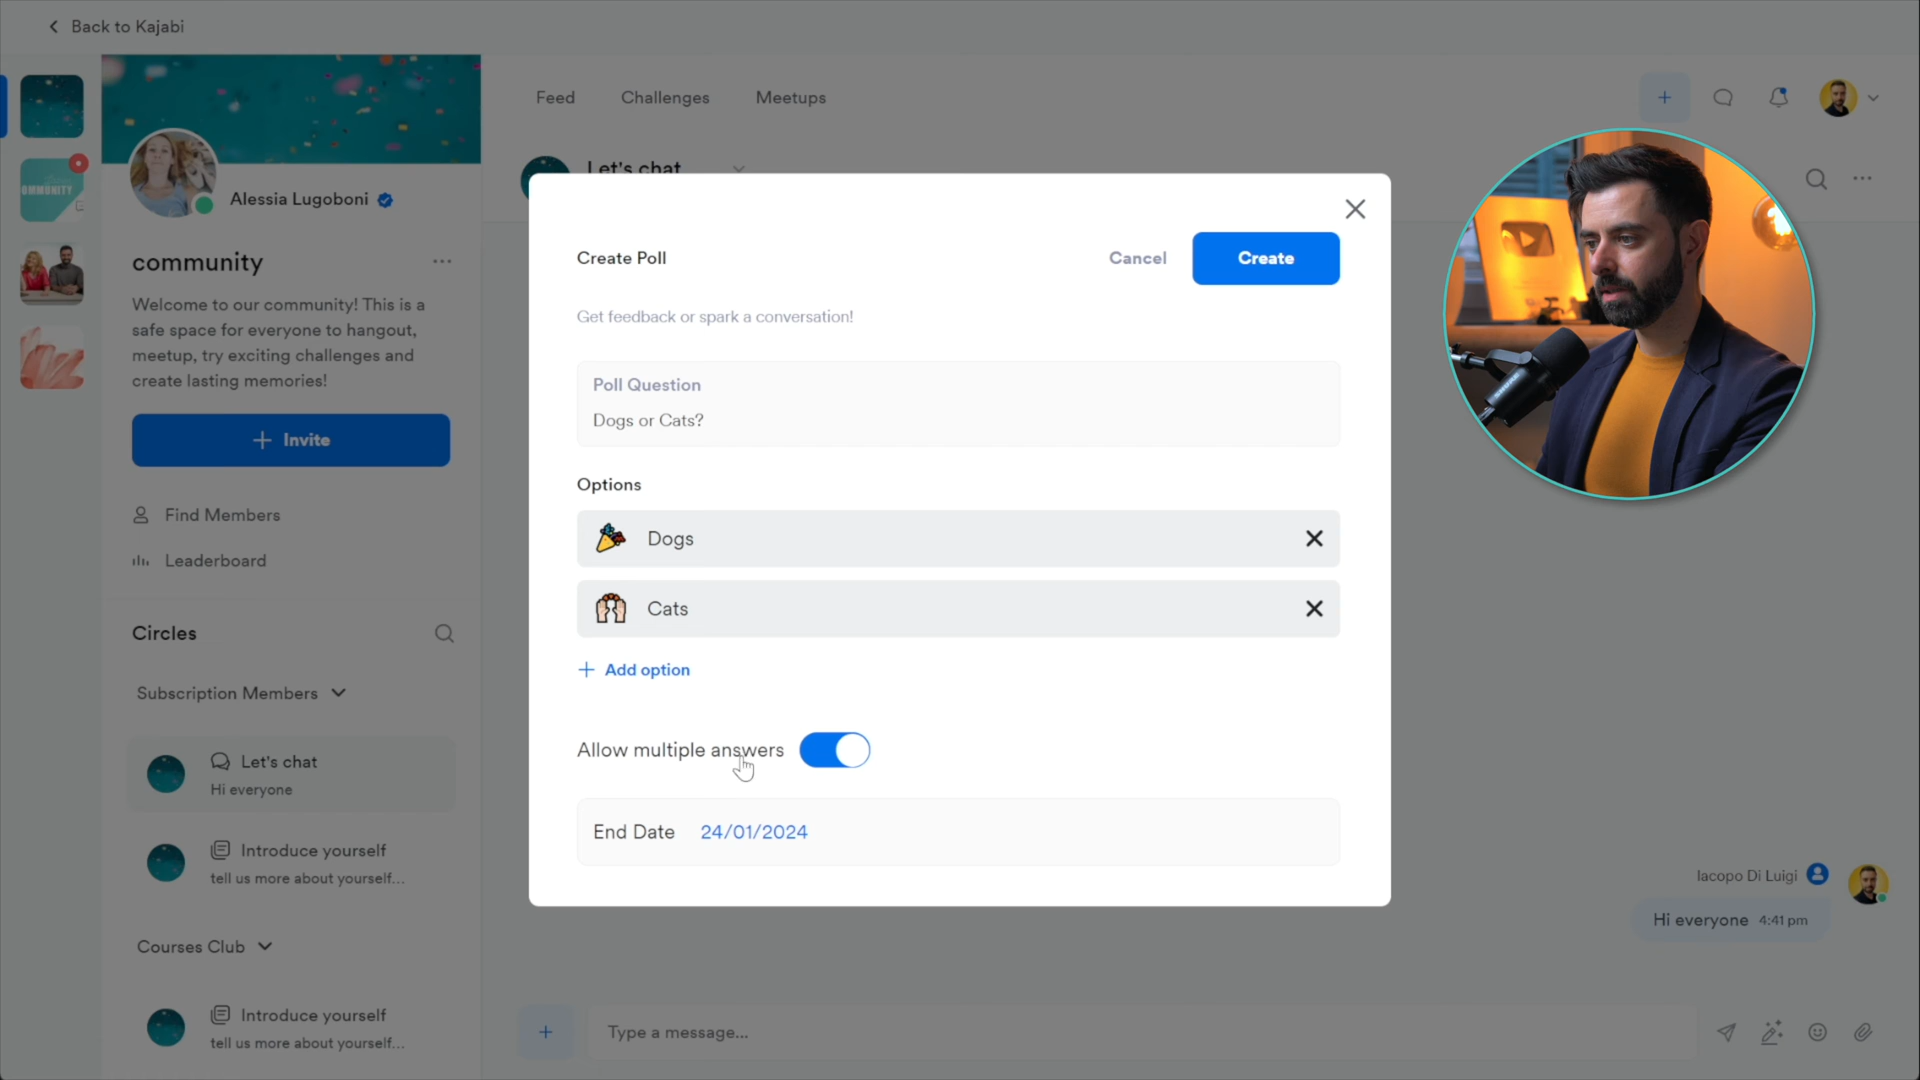 Back to Kajabi
Feed
Challenges
Meetups
Let's chat
OMMUNITY
Alessia Lugoboni
community
Welcome to our community! This is a
safe space for everyone to hangout,
meetup, try exciting challenges and
create lasting memories!
+ Invite
Find Members
Leaderboard
Circles
Subscription Members
Let's chat
Hi everyone
Introduce yourself
tell us more about yourself...
Courses Club
Introduce yourself
tell us more about yourself...
Create Poll
Cancel
Create
Get feedback or spark a conversation!
Poll Question
Dogs or Cats?
Options
Dogs
Cats
+ Add option
Allow multiple answers
End Date 24/01/2024
Iacopo Di Luigi
Hi everyone 4:41 pm
Type a message...